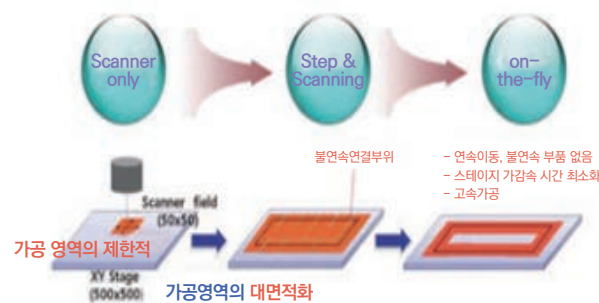 Scanner
only
Step &
Scanning
on-
the-fly
불연속연결부위
- 연속이동, 불연속 부품 없음
- 스테이지 가감속 시간 최소화
- 고속가공
Scanner field
(50x50)
가공 영역의 제한적
XY Stage
(500x500)
가공영역의 대면적화